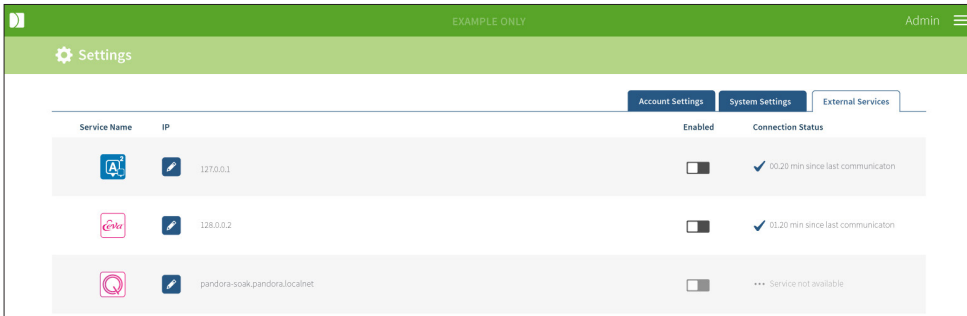 EXAMPLE ONLY
Admin
Settings
Account Settings System Settings External Services
Service Name IP Enabled Connection Status
A2 127.0.0.1 00.20 min since last communicaton
eeva 128.0.0.2 01.20 min since last communicaton
Q pandora-soak.pandora.localnet Service not available